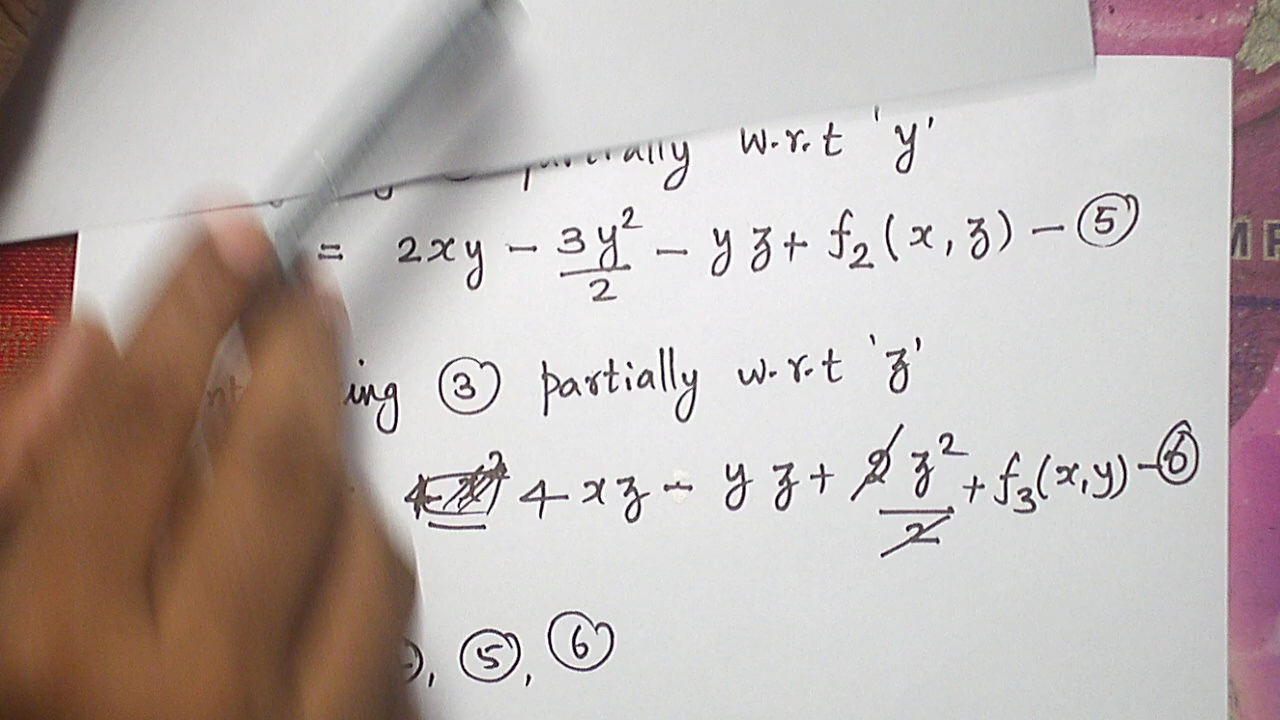 partially w.r.t 'y'
= 2xy - 3y²/2 - yz + f₂(x, z) - ⑤
ing ③ partially w.r.t 'z'
4xz - yz + 2z²/2 + f₃(x,y) - ⑥
, ⑤, ⑥